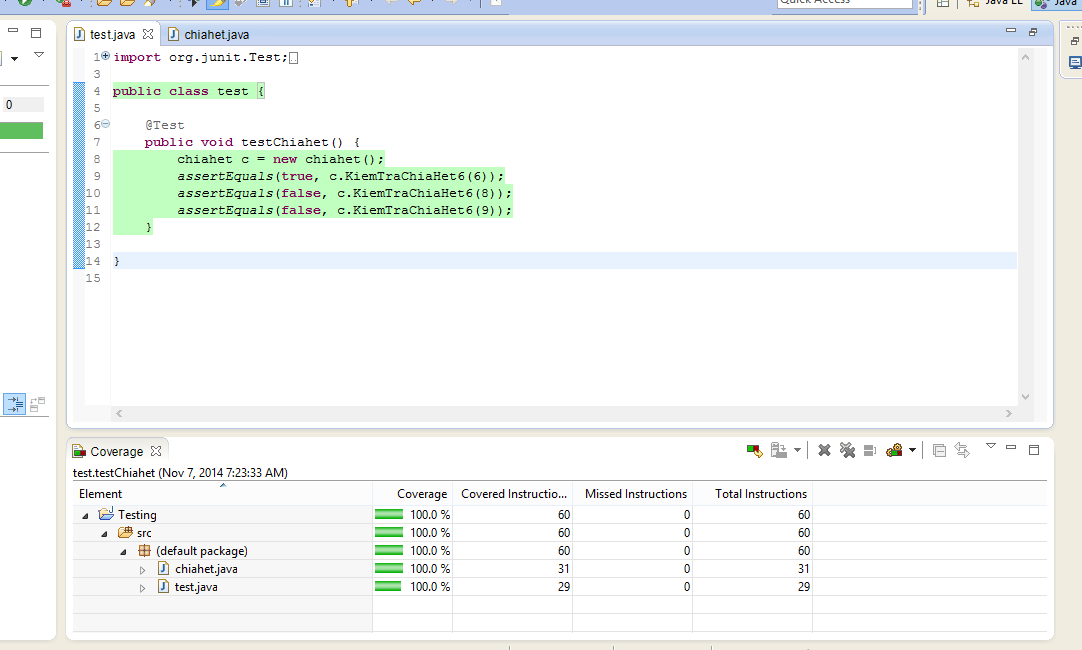 Quick Access
Java EE
Java
test.java
chiahet.java
0
1 import org.junit.Test;
3
4 public class test {
5
6 @Test
7 public void testChiahet() {
8 chiahet c = new chiahet();
9 assertEquals(true, c.KiemTraChiaHet6(6));
10 assertEquals(false, c.KiemTraChiaHet6(8));
11 assertEquals(false, c.KiemTraChiaHet6(9));
12 }
13
14 }
15
Coverage
test.testChiahet (Nov 7, 2014 7:23:33 AM)
Element Coverage Covered Instructio... Missed Instructions Total Instructions
Testing 100.0 % 60 0 60
src 100.0 % 60 0 60
(default package) 100.0 % 60 0 60
chiahet.java 100.0 % 31 0 31
test.java 100.0 % 29 0 29